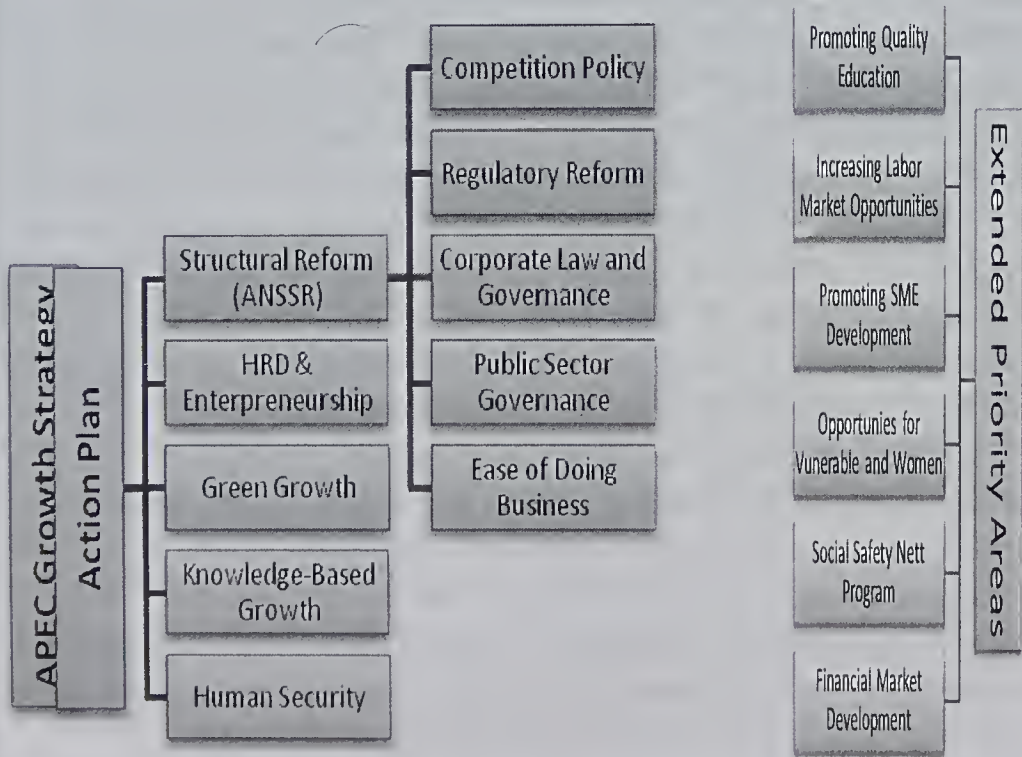 APEC Growth Strategy
Action Plan
Structural Reform
(ANSSR)
HRD &
Enterpreneurship
Green Growth
Knowledge-Based
Growth
Human Security
Competition Policy
Regulatory Reform
Corporate Law and
Governance
Public Sector
Governance
Ease of Doing
Business
Promoting Quality
Education
Increasing Labor
Market Opportunities
Promoting SME
Development
Opportunies for
Vunerable and Women
Social Safety Nett
Program
Financial Market
Development
Extended Priority Areas